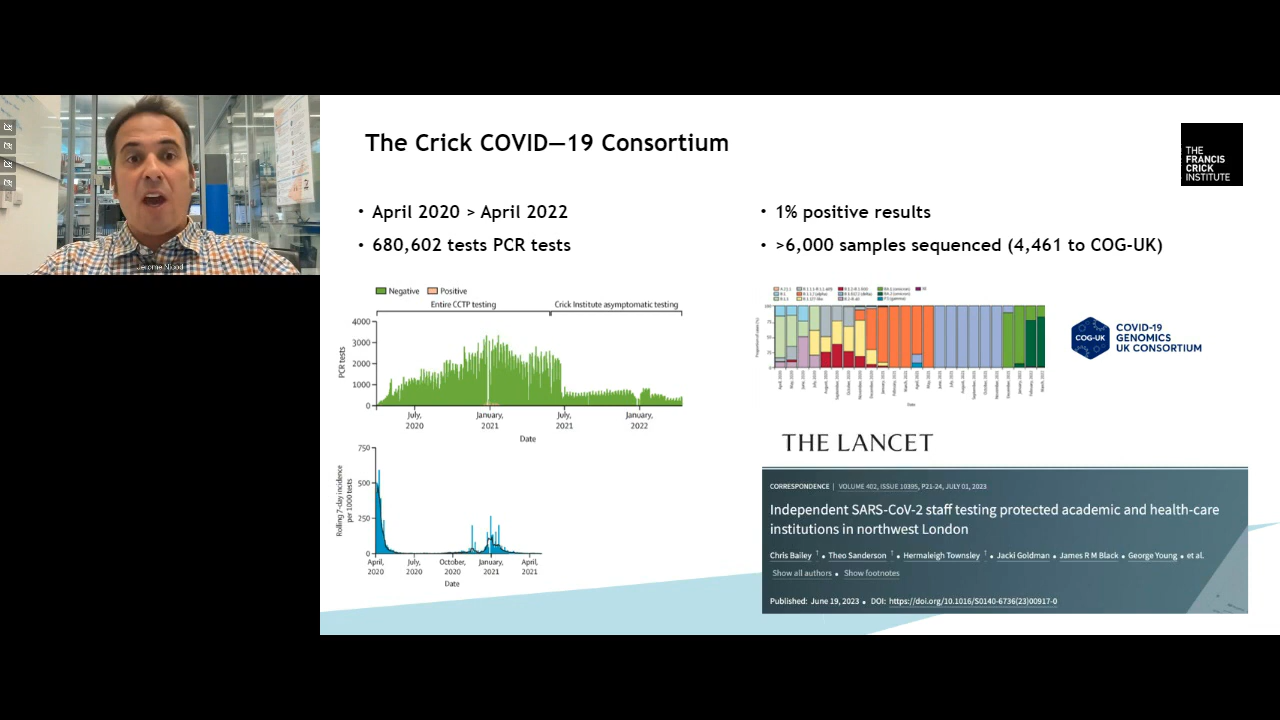 The Crick COVID—19 Consortium
THE
FRANCIS
CRICK
INSTITUTE
• April 2020 > April 2022
• 680,602 tests PCR tests
• 1% positive results
• >6,000 samples sequenced (4,461 to COG-UK)
Negative Positive
Entire CCTP testing Crick Institute asymptomatic testing
4000
3000
2000
1000
0
PCR tests
July, 2020
January, 2021
July, 2021
January, 2022
Date
750
500
250
0
Rolling 7-day incidence
per 1000 tests
April, 2020
July, 2020
October, 2020
January, 2021
April, 2021
Date
COG-UK
COVID-19
GENOMICS
UK CONSORTIUM
THE LANCET
CORRESPONDENCE | VOLUME 402, ISSUE 10395, P21-24, JULY 01, 2023
Independent SARS-CoV-2 staff testing protected academic and health-care
institutions in northwest London
Chris Bailey † • Theo Sanderson † • Hermaleigh Townsley † • Jacki Goldman • James R M Black • George Young • et al.
Show all authors • Show footnotes
Published: June 19, 2023 • DOI: https://doi.org/10.1016/S0140-6736(23)00917-0